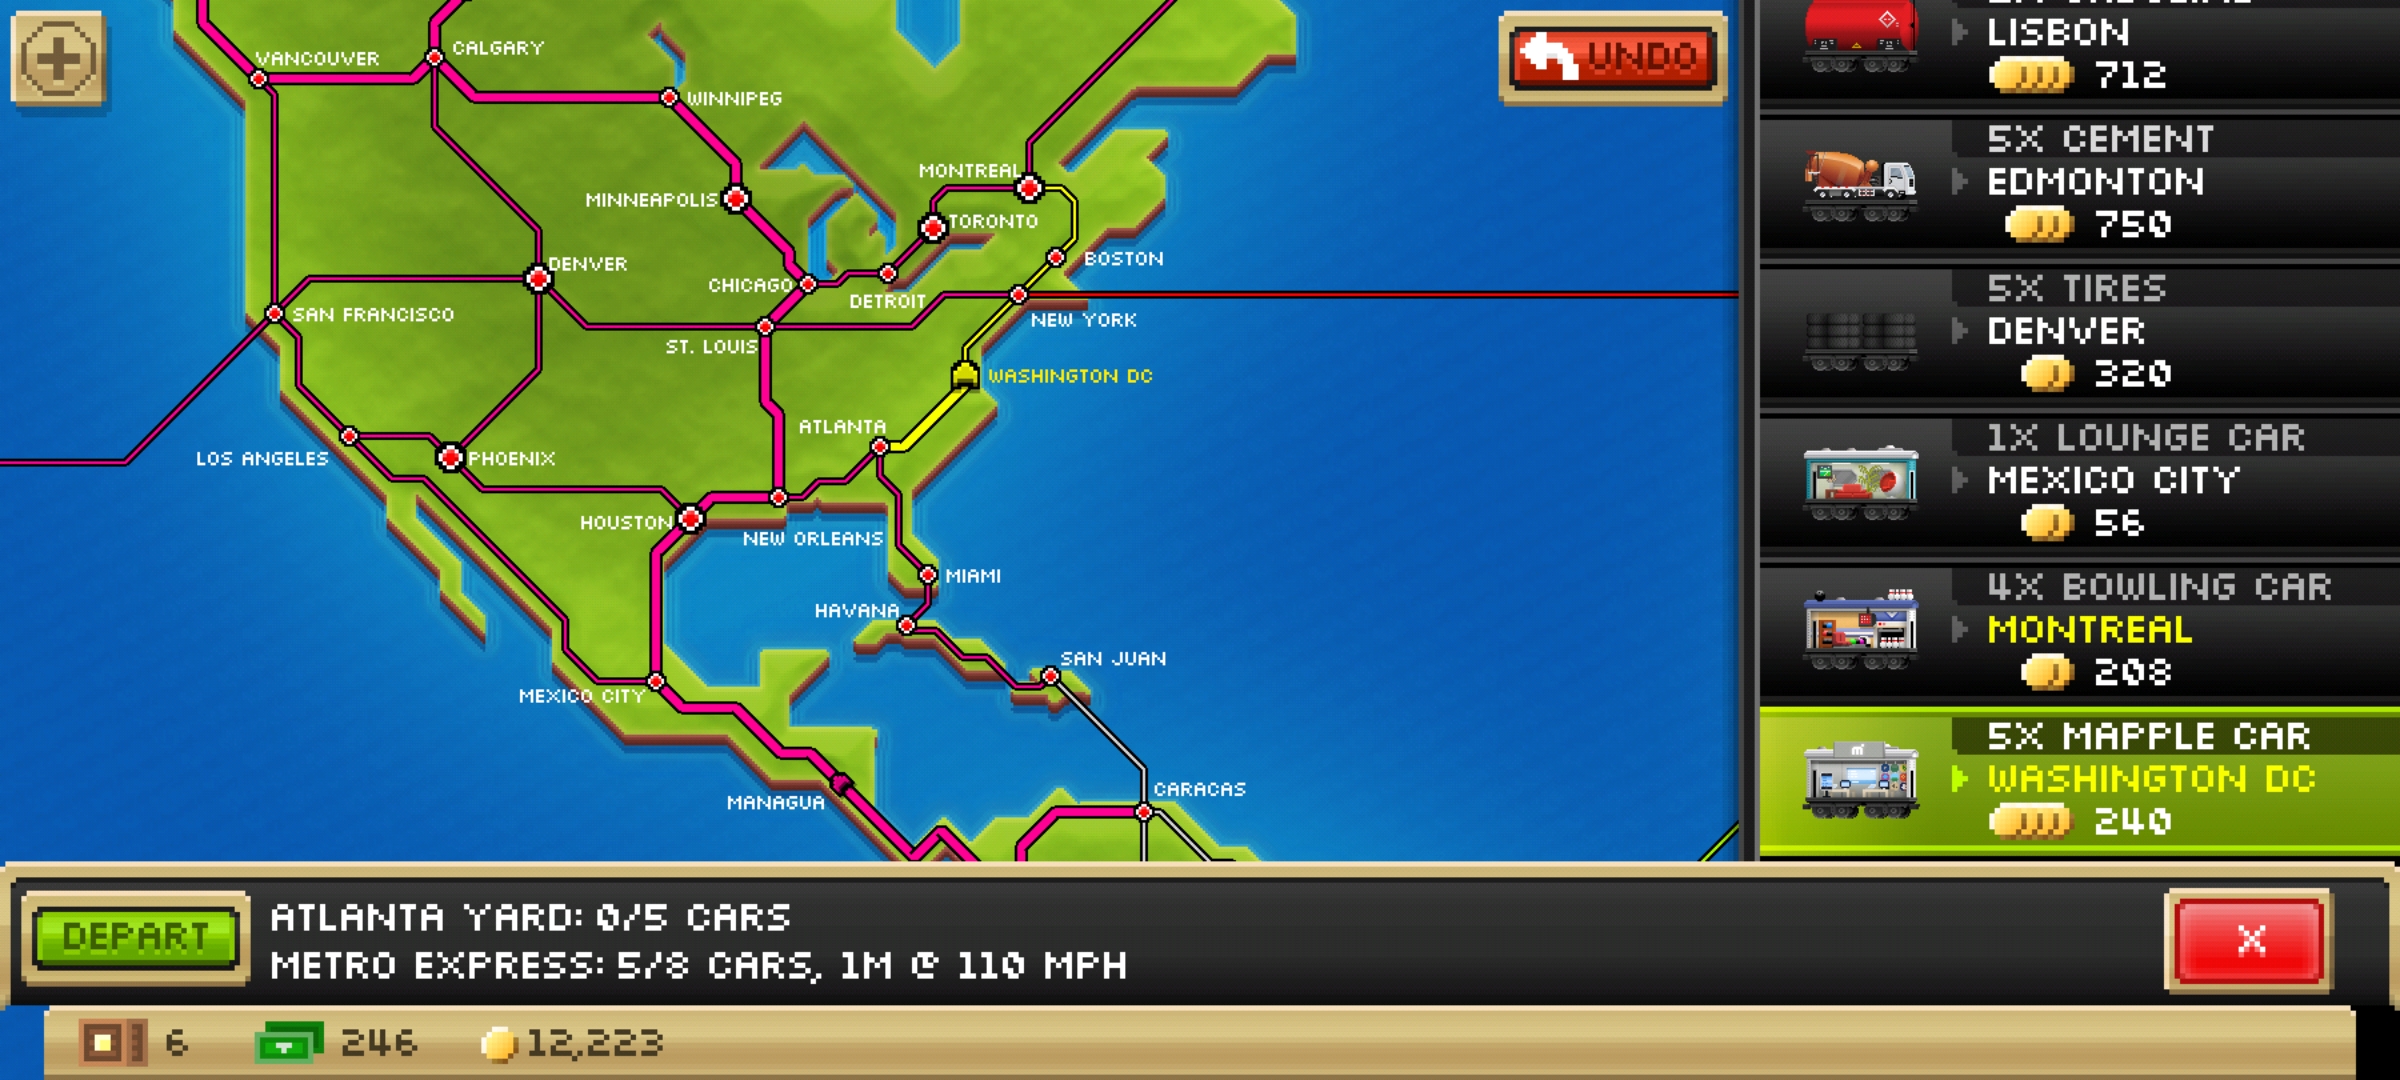 VANCOUVER
CALGARY
WINNIPEG
MINNEAPOLIS
MONTREAL
TORONTO
DENVER
CHICAGO
DETROIT
BOSTON
NEW YORK
SAN FRANCISCO
ST. LOUIS
WASHINGTON DC
ATLANTA
LOS ANGELES
PHOENIX
HOUSTON
NEW ORLEANS
MIAMI
HAVANA
SAN JUAN
MEXICO CITY
MANAGUA
CARACAS
UNDO
LISBON
712
5X CEMENT
EDMONTON
750
5X TIRES
DENVER
320
1X LOUNGE CAR
MEXICO CITY
56
4X BOWLING CAR
MONTREAL
208
5X MAPPLE CAR
WASHINGTON DC
240
DEPART
ATLANTA YARD: 0/5 CARS
METRO EXPRESS: 5/8 CARS, 1M @ 110 MPH
X
6
246
12,223